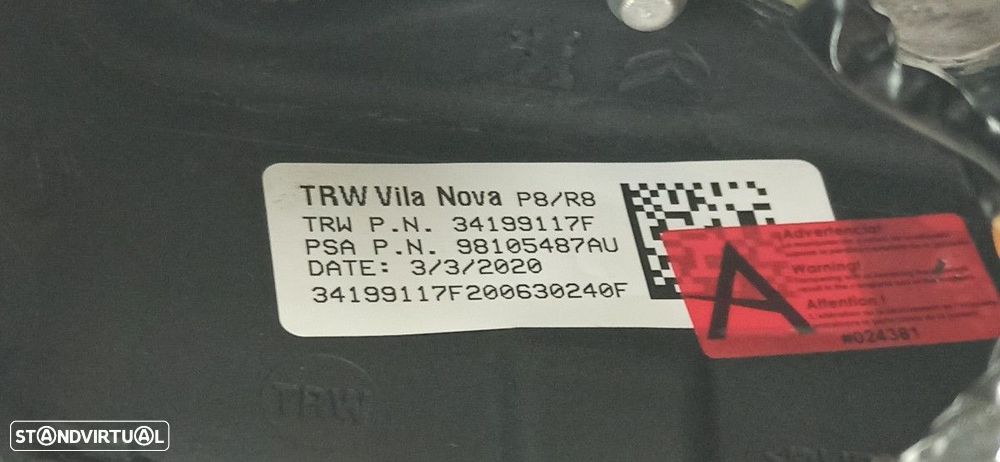 TRW Vila Nova P8/R8
TRW P.N. 34199117F
PSA P.N. 98105487AU
DATE: 3/3/2020
34199117F200630240F
A
Advertencia!
Warning!
Attention!
#024381
TRW
STANDVIRTUAL